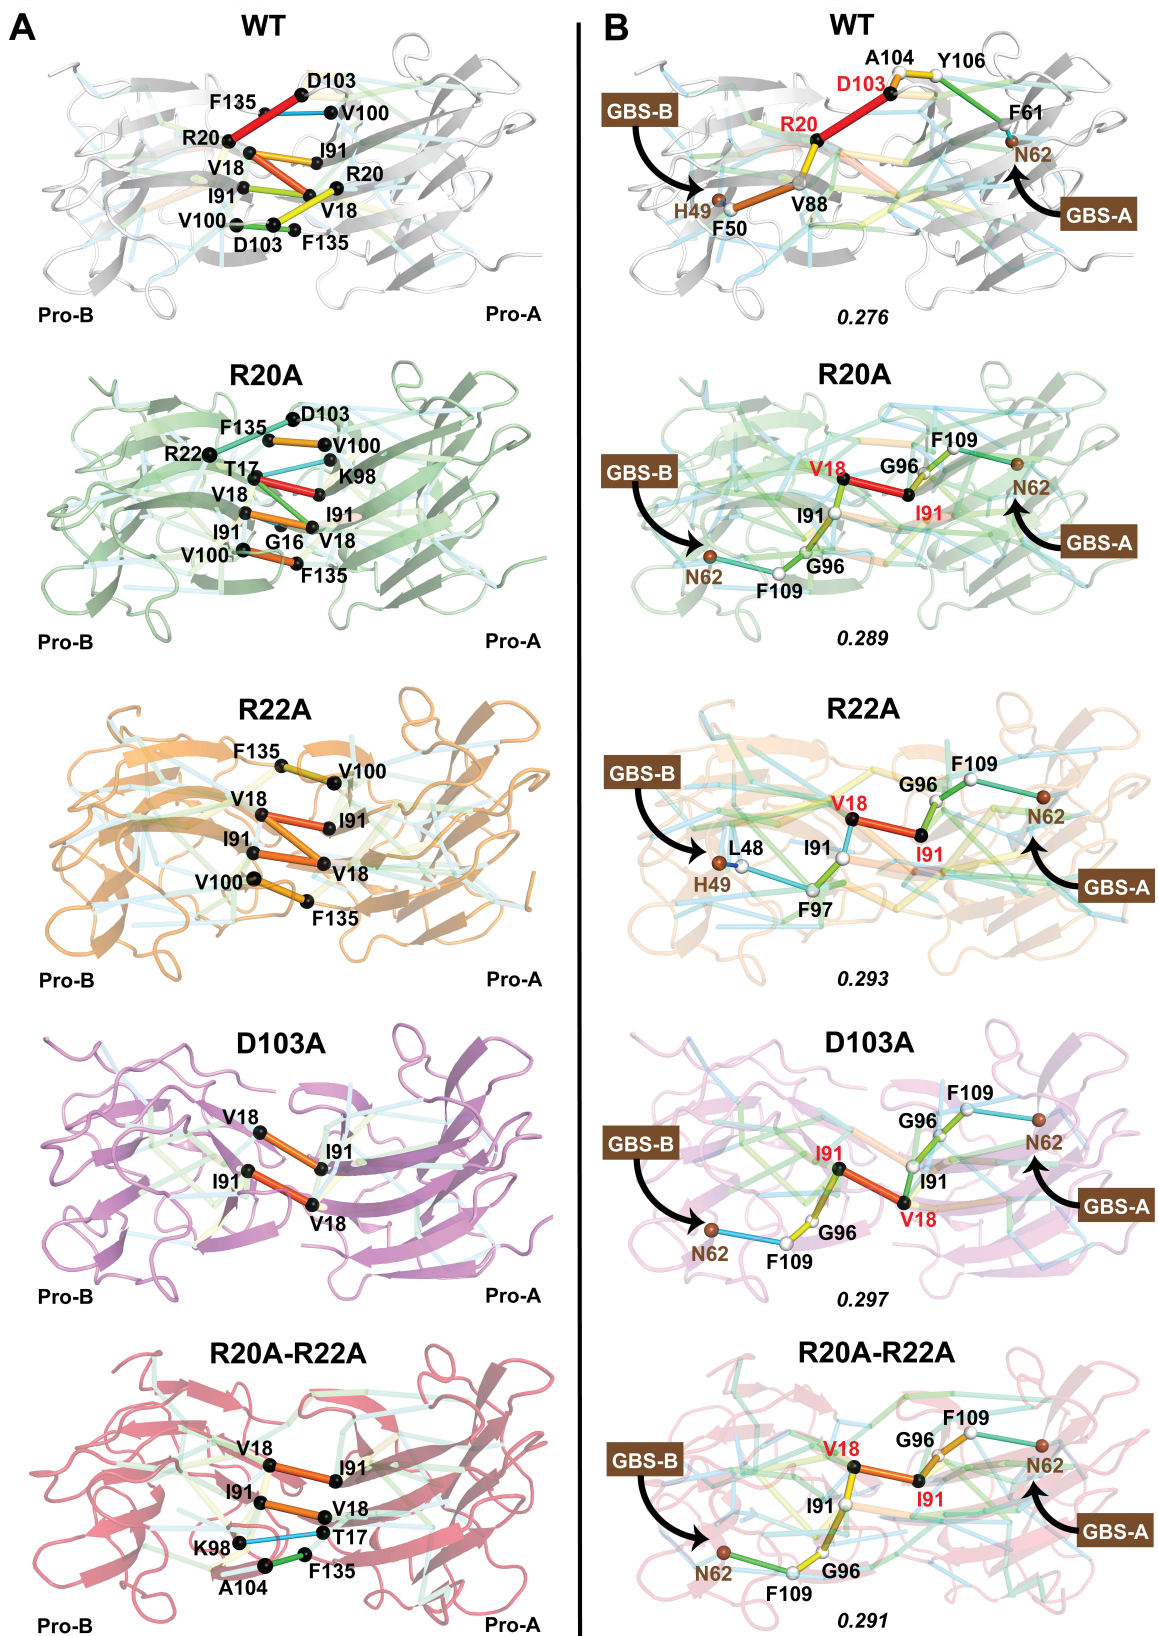 A
WT
D103
F135
V100
R20
I91
V18
R20
I91
V18
V100
D103
F135
Pro-B
Pro-A
R20A
D103
F135
V100
R22
T17
K98
V18
I91
I91
V18
G16
V100
F135
Pro-B
Pro-A
R22A
F135
V100
V18
I91
I91
V18
V100
F135
Pro-B
Pro-A
D103A
V18
I91
I91
V18
Pro-B
Pro-A
R20A-R22A
V18
I91
I91
V18
T17
K98
F135
A104
Pro-B
Pro-A
B
WT
A104
Y106
D103
GBS-B
F61
R20
N62
V88
H49
F50
GBS-A
0.276
R20A
F109
G96
V18
GBS-B
N62
I91
I91
GBS-A
G96
N62
F109
0.289
R22A
F109
GBS-B
G96
V18
N62
I91
L48
I91
H49
GBS-A
F97
0.293
D103A
F109
G96
GBS-B
N62
I91
I91
GBS-A
V18
G96
N62
F109
0.297
R20A-R22A
F109
G96
V18
GBS-B
N62
I91
I91
GBS-A
G96
N62
F109
0.291